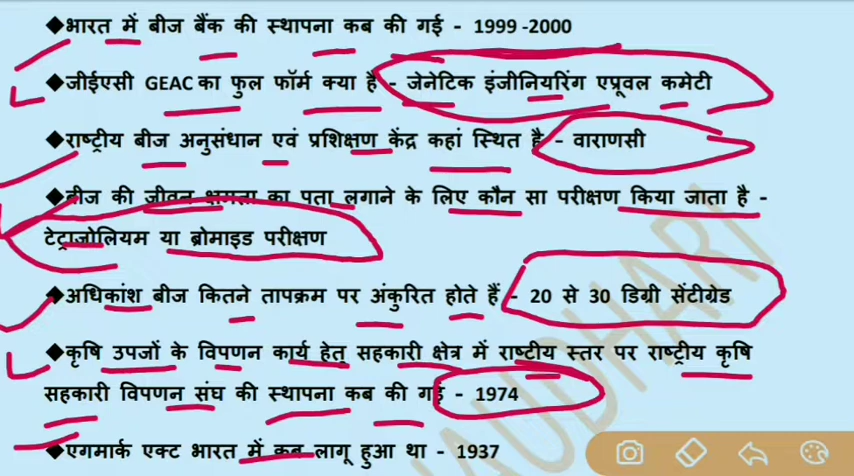 ◆भारत में बीज बैंक की स्थापना कब की गई - 1999 -2000
◆जीईएसी GEAC का फुल फॉर्म क्या है - जेनेटिक इंजीनियरिंग एप्रूवल कमेटी
◆राष्ट्रीय बीज अनुसंधान एवं प्रशिक्षण केंद्र कहां स्थित है - वाराणसी
◆बीज की जीवन क्षमता का पता लगाने के लिए कौन सा परीक्षण किया जाता है -
टेट्राजोलियम या ब्रोमाइड परीक्षण
◆अधिकांश बीज कितने तापक्रम पर अंकुरित होते हैं - 20 से 30 डिग्री सेंटीग्रेड
◆कृषि उपजों के विपणन कार्य हेतु सहकारी क्षेत्र में राष्ट्रीय स्तर पर राष्ट्रीय कृषि
सहकारी विपणन संघ की स्थापना कब की गई - 1974
◆एगमार्क एक्ट भारत में कब लागू हुआ था - 1937